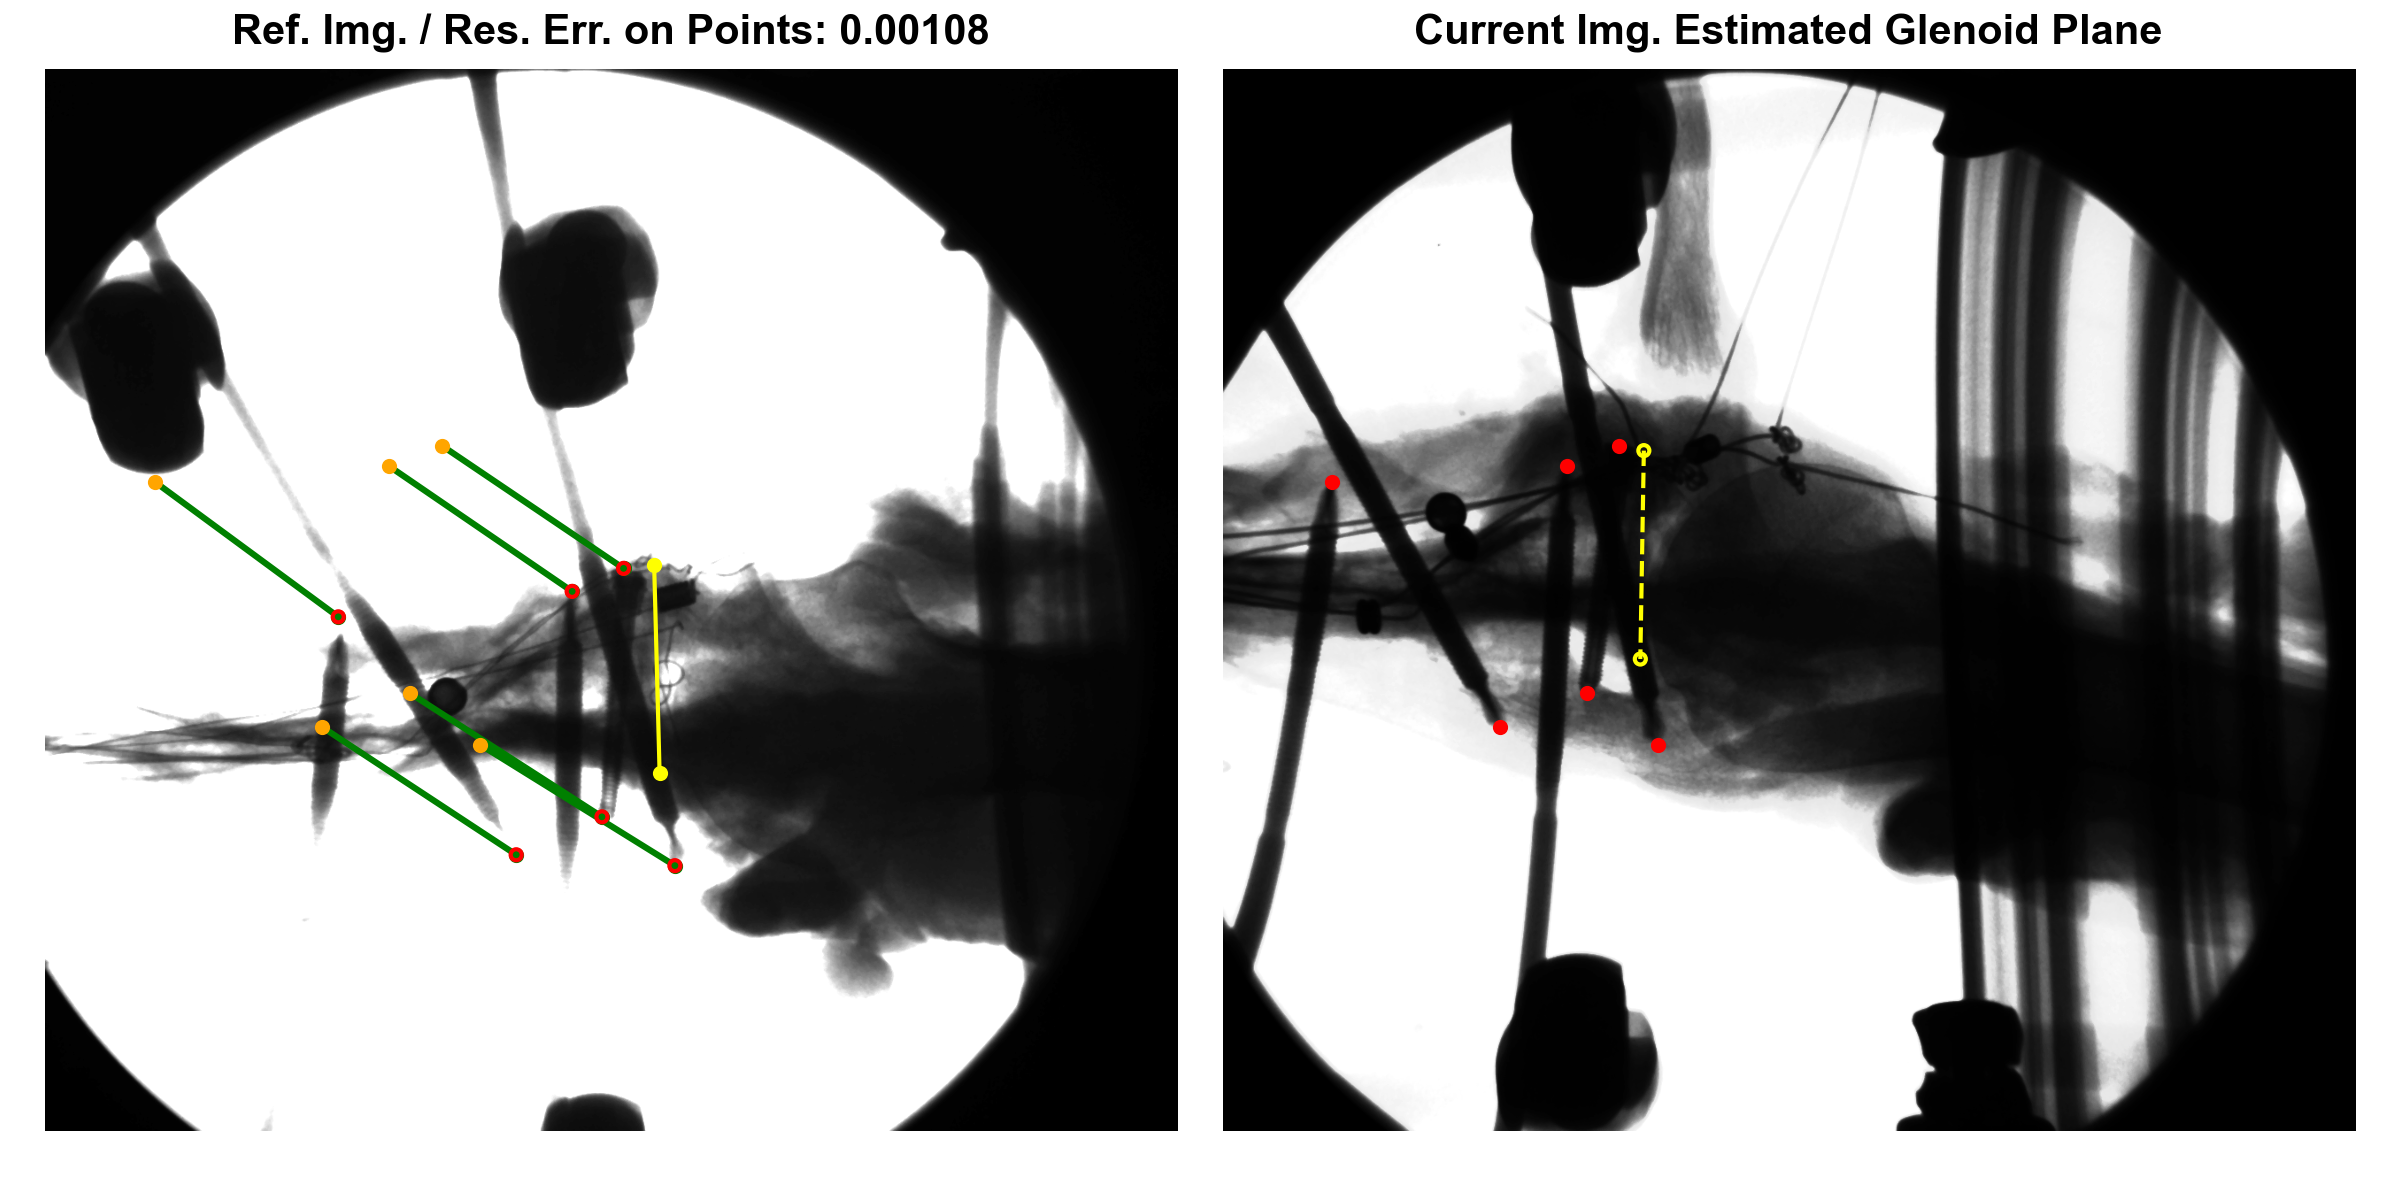 Ref. Img. / Res. Err. on Points: 0.00108
Current Img. Estimated Glenoid Plane